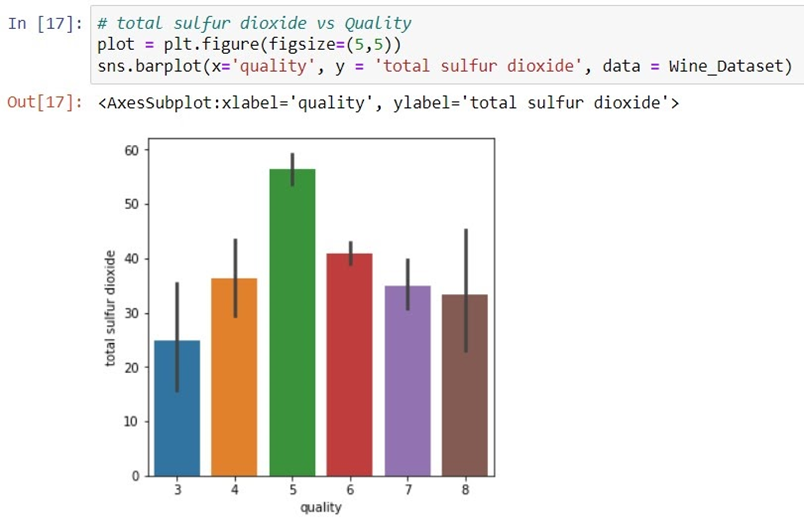 In [17]: # total sulfur dioxide vs Quality
plot = plt.figure(figsize=(5,5))
sns.barplot(x='quality', y = 'total sulfur dioxide', data = Wine_Dataset)
Out[17]: <AxesSubplot:xlabel='quality', ylabel='total sulfur dioxide'>
60
50
40
30
20
10
0
total sulfur dioxide
3 4 5 6 7 8
quality